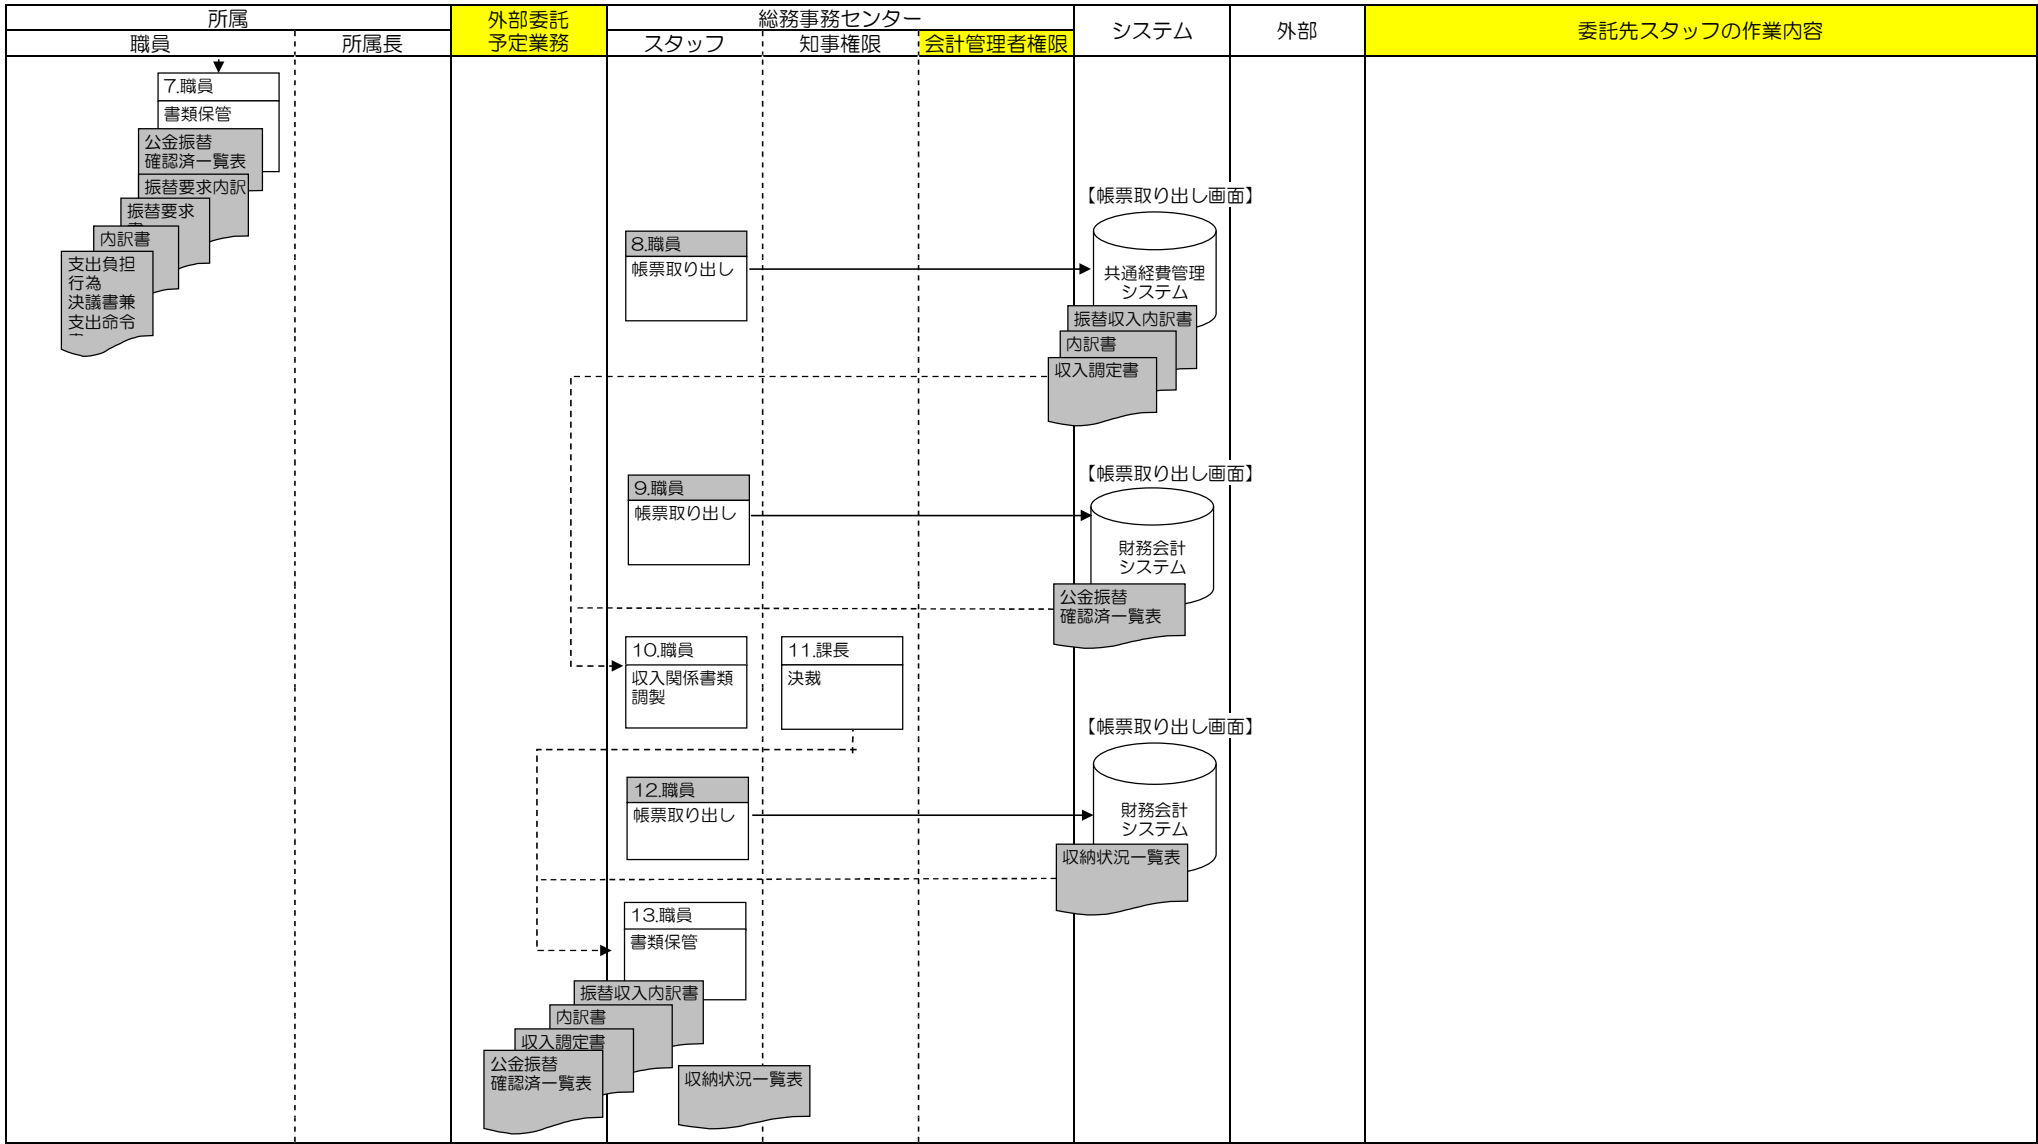 所属
外部委託
予定業務
総務事務センター
システム
外部
委託先スタッフの作業内容
職員
所属長
スタッフ
知事権限
会計管理者権限
7.職員
書類保管
公金振替
確認済一覧表
振替要求内訳
振替要求
内訳書
支出負担
行為
決議書兼
支出命令
【帳票取り出し画面】
8.職員
帳票取り出し
共通経費管理
システム
振替収入内訳書
内訳書
収入調定書
【帳票取り出し画面】
9.職員
帳票取り出し
財務会計
システム
公金振替
確認済一覧表
10.職員
収入関係書類
調製
11.課長
決裁
【帳票取り出し画面】
12.職員
帳票取り出し
財務会計
システム
収納状況一覧表
13.職員
書類保管
振替収入内訳書
内訳書
収入調定書
公金振替
確認済一覧表
収納状況一覧表